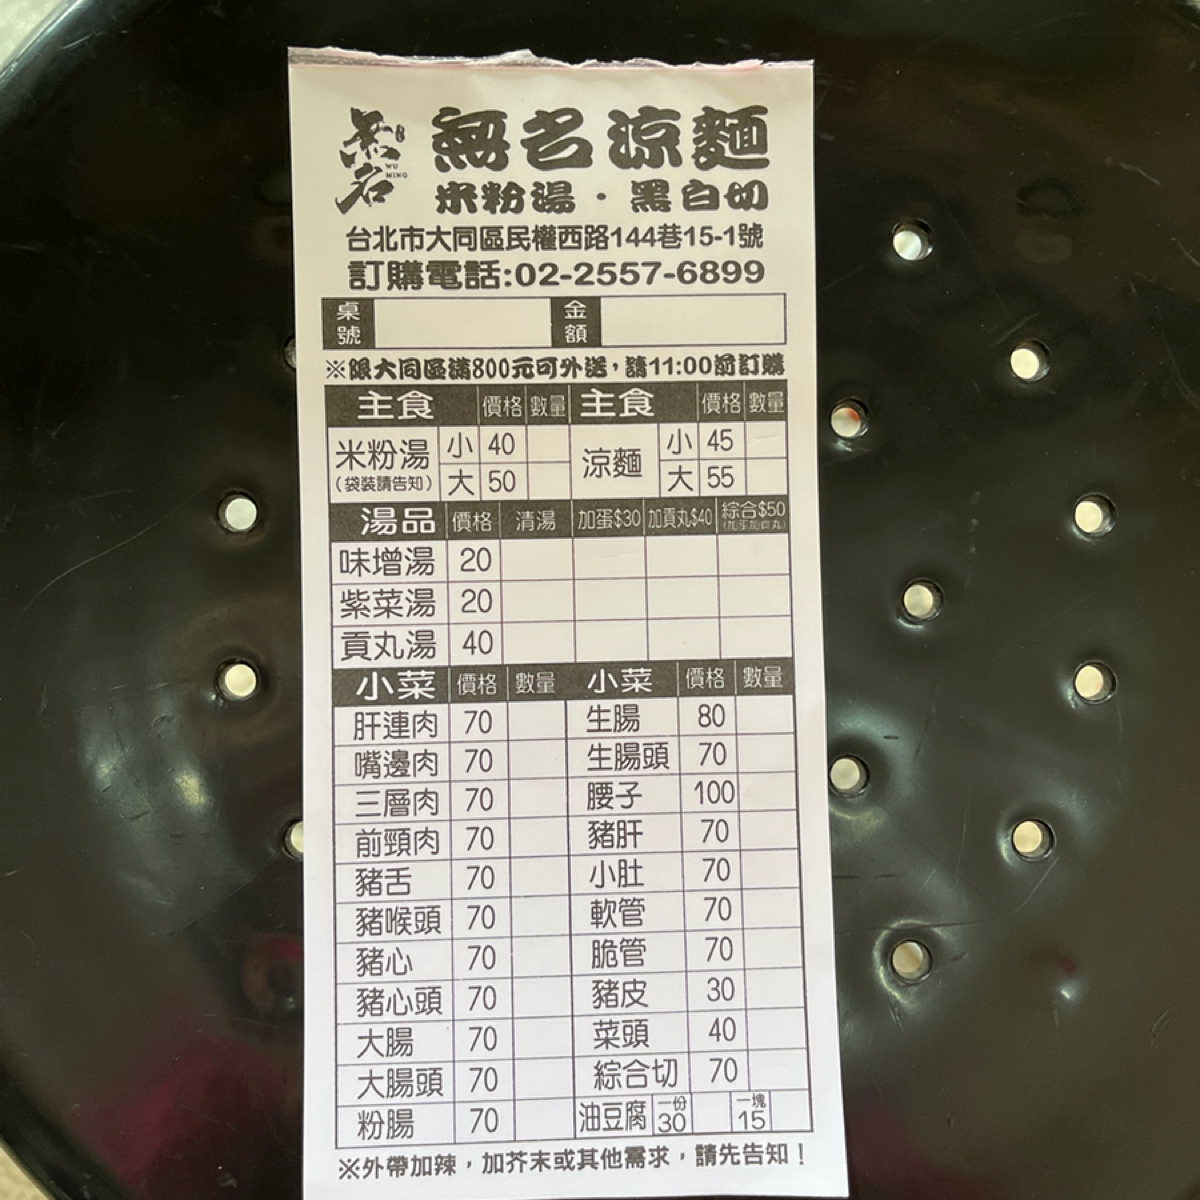 無名
WU
MING
無名涼麵
米粉湯・黑白切
台北市大同區民權西路144巷15-1號
訂購電話:02-2557-6899
桌號 金額
※限大同區滿800元可外送，請11:00前訂購
主食 價格 數量 主食 價格 數量
米粉湯 小 40 涼麵 小 45
(袋裝請告知) 大 50 大 55
湯品 價格 清湯 加蛋$30 加貢丸$40 綜合$50
(加蛋加貢丸)
味增湯 20
紫菜湯 20
貢丸湯 40
小菜 價格 數量 小菜 價格 數量
肝連肉 70 生腸 80
嘴邊肉 70 生腸頭 70
三層肉 70 腰子 100
前頸肉 70 豬肝 70
豬舌 70 小肚 70
豬喉頭 70 軟管 70
豬心 70 脆管 70
豬心頭 70 豬皮 30
大腸 70 菜頭 40
大腸頭 70 綜合切 70
粉腸 70 油豆腐 一份 30 一塊 15
※外帶加辣，加芥末或其他需求，請先告知！